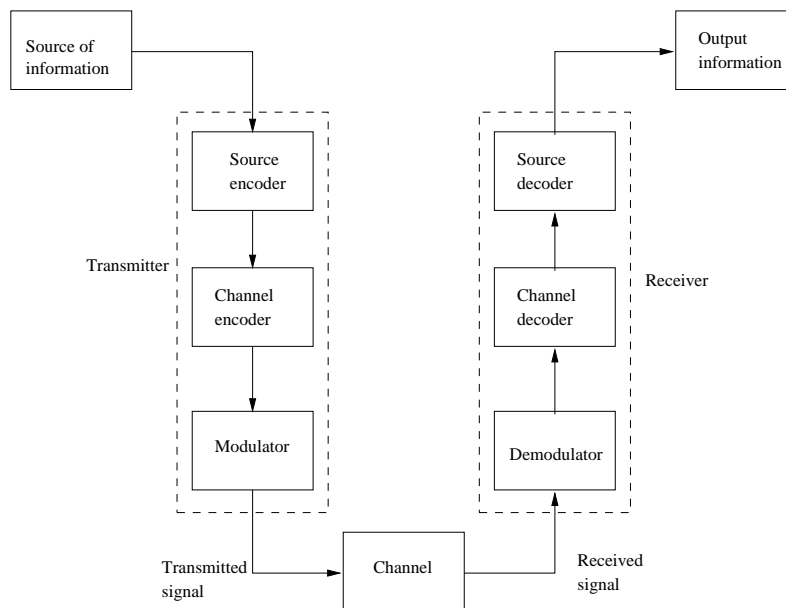 Source of
information
Output
information
Source
encoder
Source
decoder
Transmitter
Channel
encoder
Channel
decoder
Receiver
Modulator
Demodulator
Transmitted
signal
Channel
Received
signal